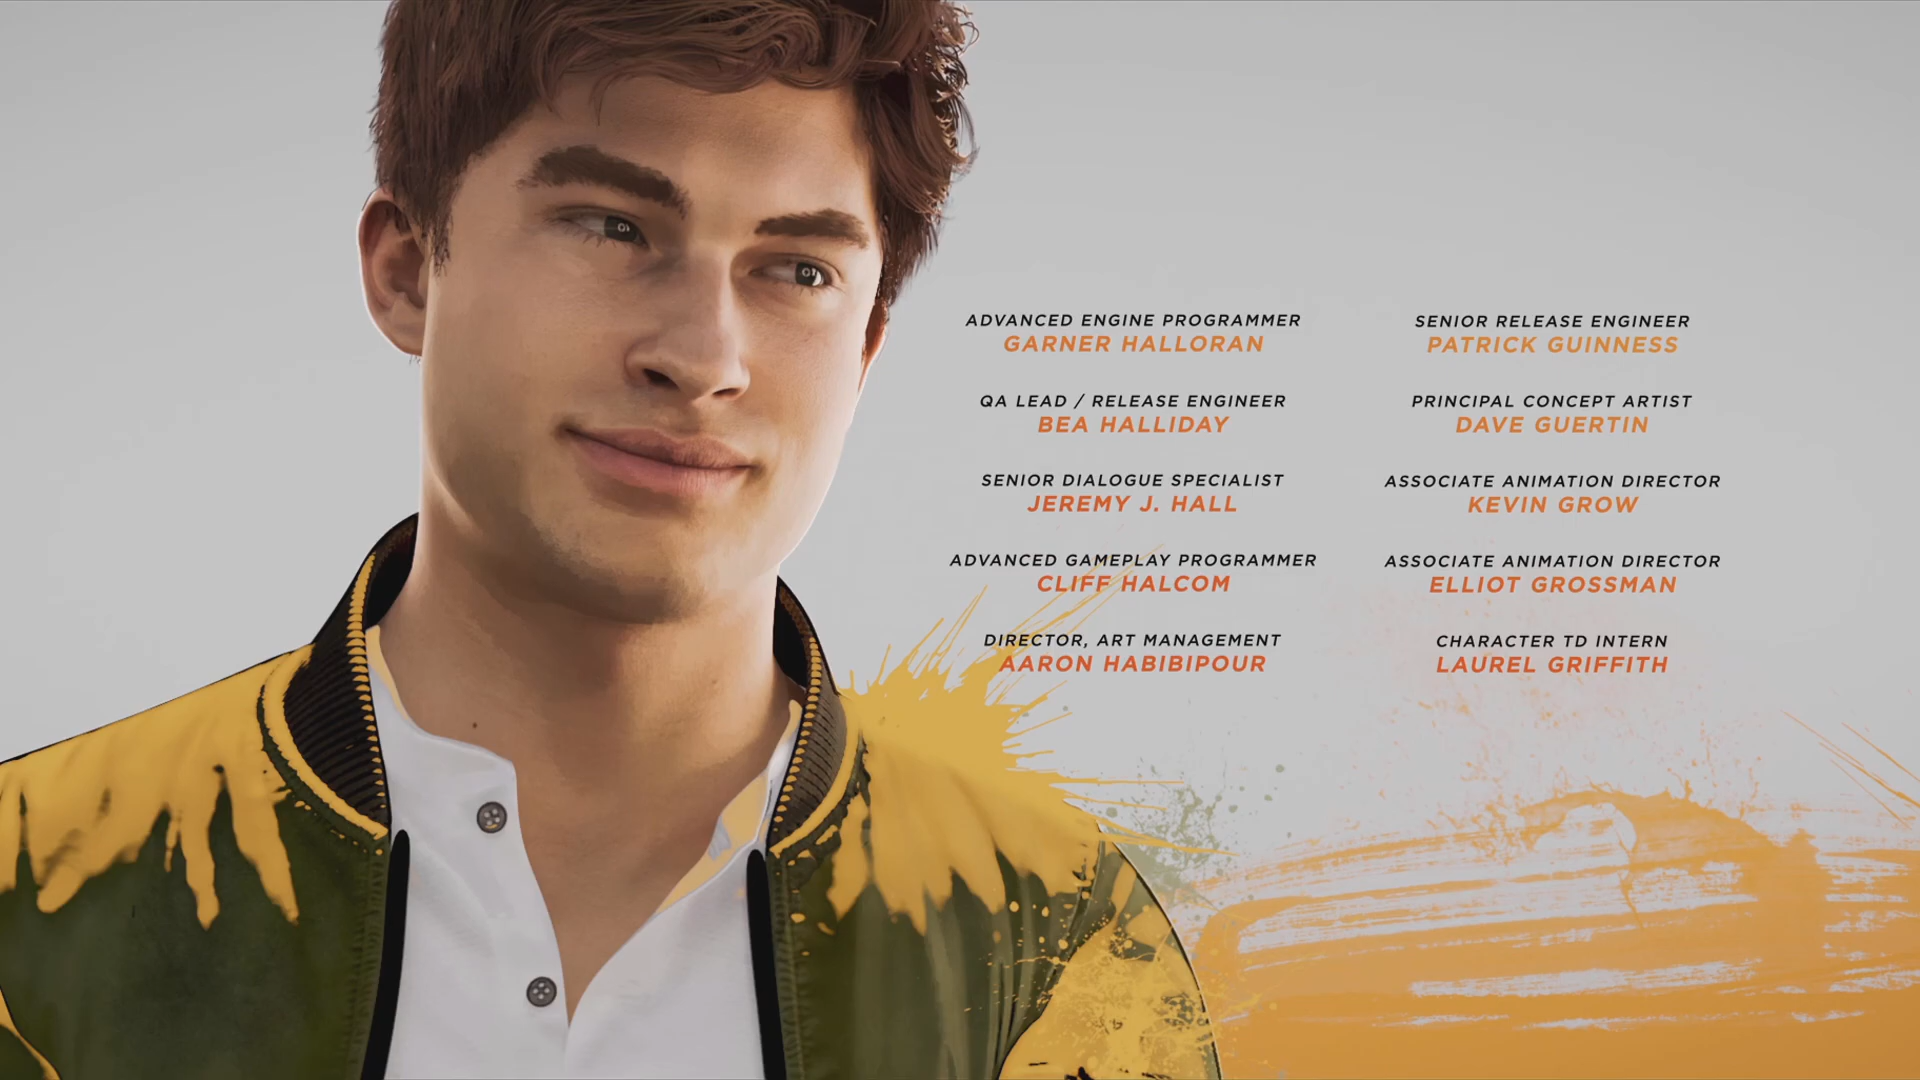 ADVANCED ENGINE PROGRAMMER
GARNER HALLORAN
QA LEAD / RELEASE ENGINEER
BEA HALLIDAY
SENIOR DIALOGUE SPECIALIST
JEREMY J. HALL
ADVANCED GAMEPLAY PROGRAMMER
CLIFF HALCOM
DIRECTOR, ART MANAGEMENT
AARON HABIBIPOUR
SENIOR RELEASE ENGINEER
PATRICK GUINNESS
PRINCIPAL CONCEPT ARTIST
DAVE GUERTIN
ASSOCIATE ANIMATION DIRECTOR
KEVIN GROW
ASSOCIATE ANIMATION DIRECTOR
ELLIOT GROSSMAN
CHARACTER TD INTERN
LAUREL GRIFFITH